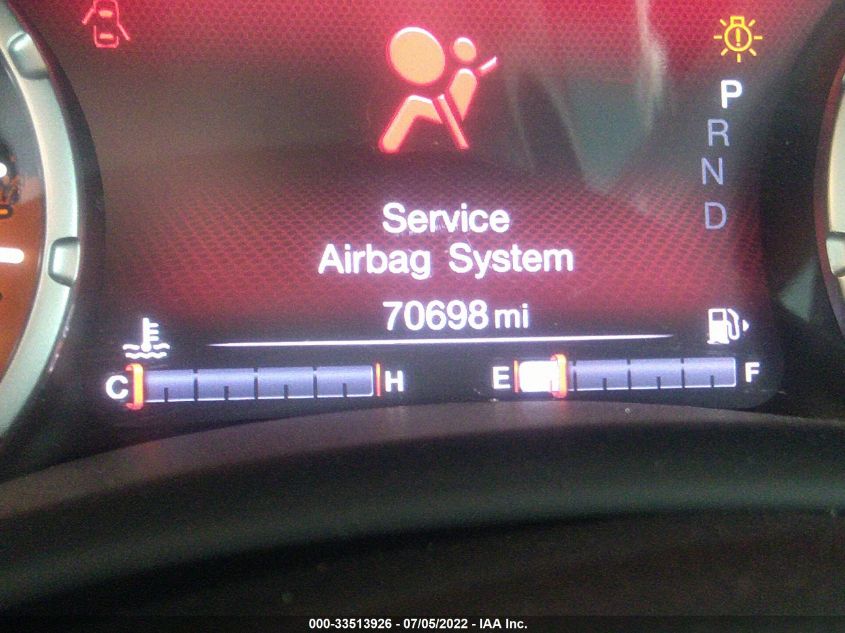 P
R
N
D
Service
Airbag System
70698 mi
C H E F
000-33513926 - 07/05/2022 - IAA Inc.